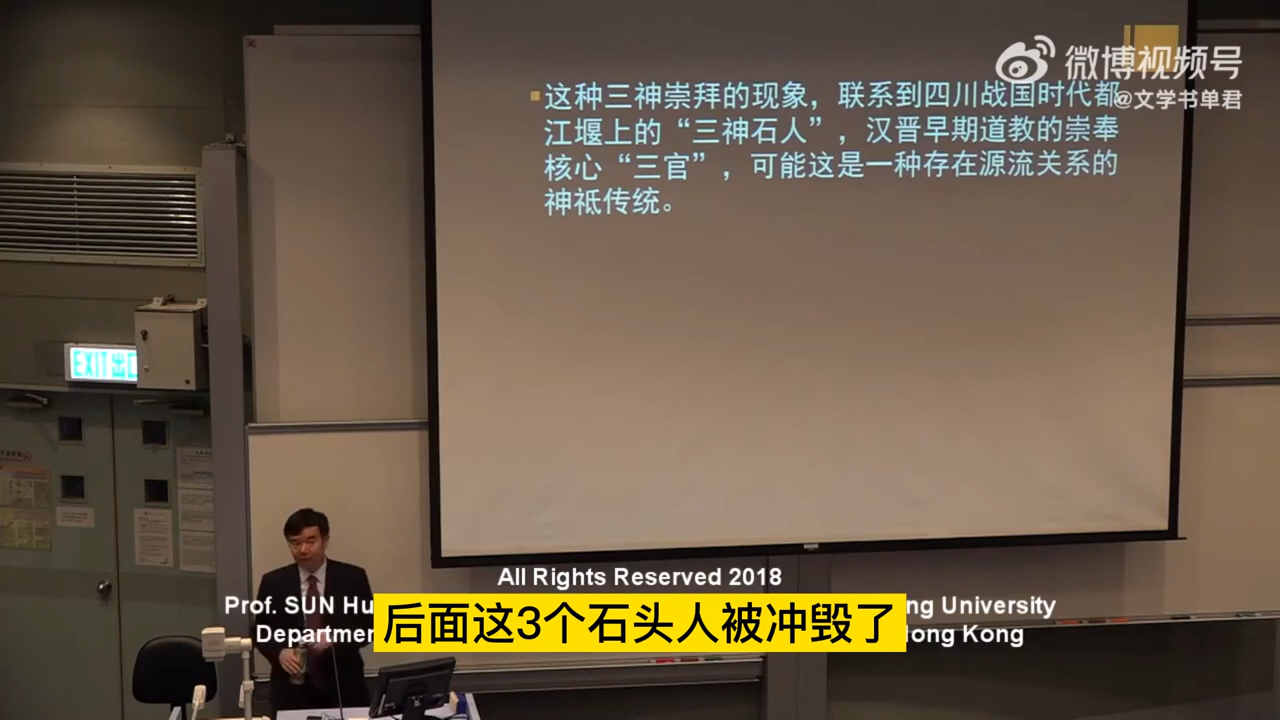 微博视频号
@文学书单君
这种三神崇拜的现象，联系到四川战国时代都
江堰上的“三神石人”，汉晋早期道教的崇奉
核心“三官”，可能这是一种存在源流关系的
神祇传统。
EXIT 出口
All Rights Reserved 2018
Prof. SUN Hu
ng University
Departmen
Hong Kong
后面这3个石头人被冲毁了